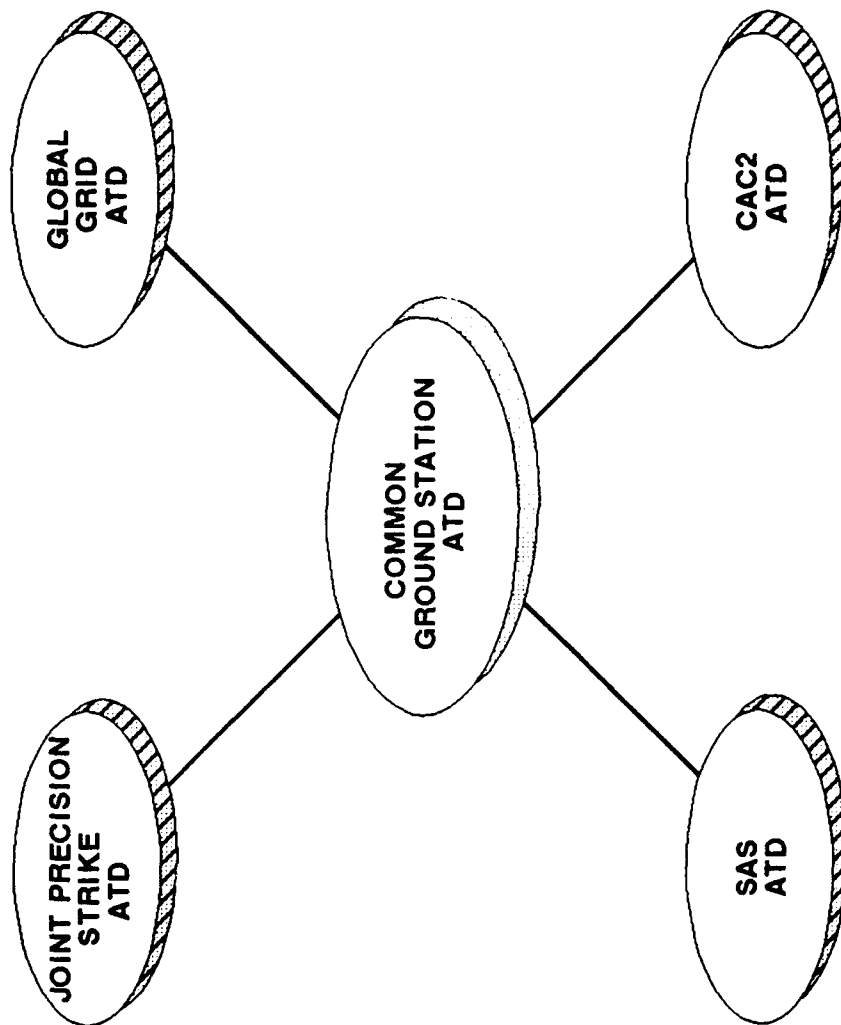 JOINT PRECISION
STRIKE
ATD
GLOBAL
GRID
ATD
COMMON
GROUND STATION
ATD
SAS
ATD
CAC2
ATD